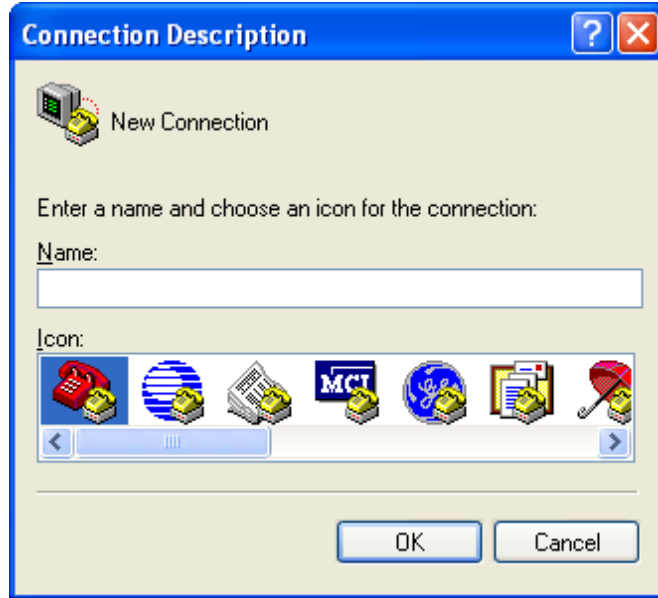 Connection Description
New Connection
Enter a name and choose an icon for the connection:
Name:
Icon:
MCI
OK
Cancel